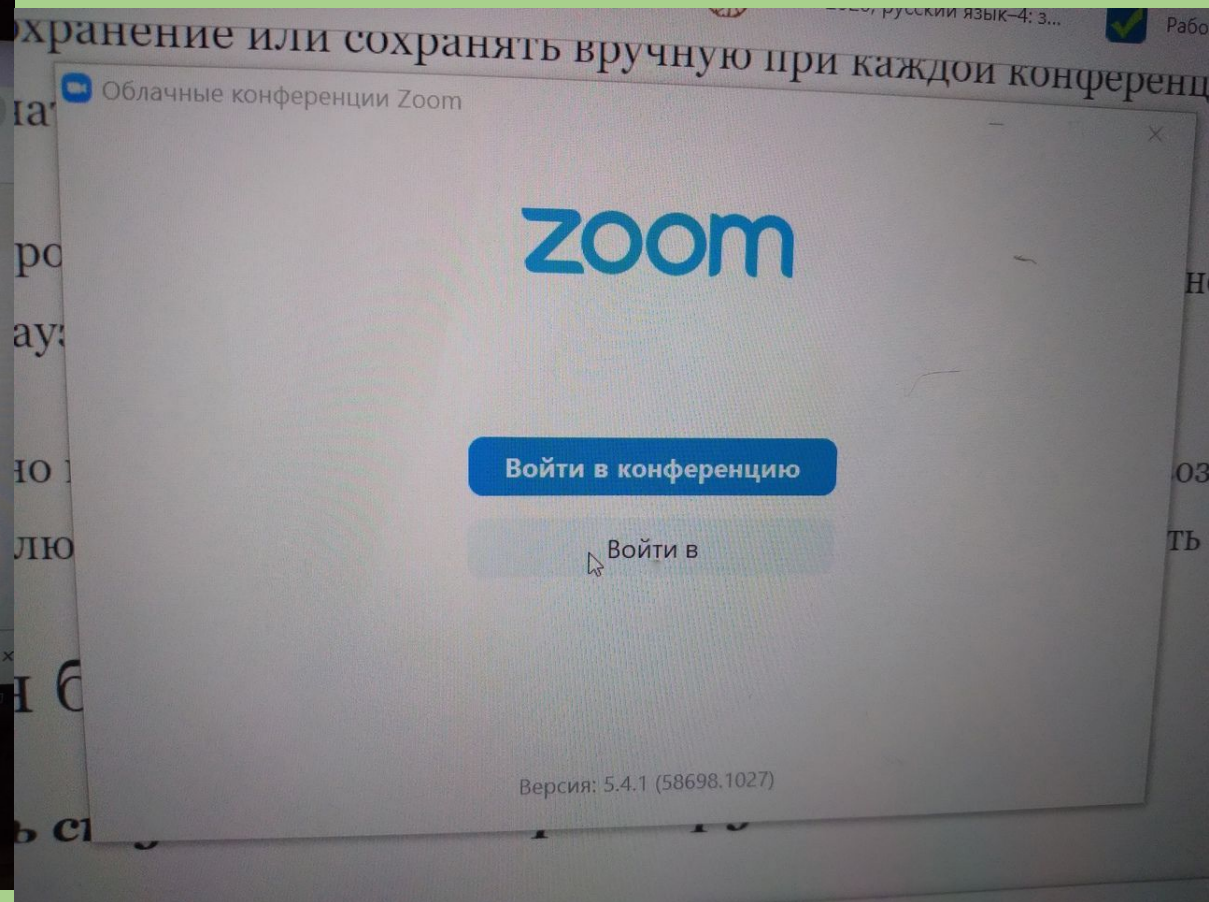 русский язык–4: з...
охранение или сохранять вручную при каждой конференц
Облачные конференции Zoom
zoom
Войти в конференцию
Войти в
Версия: 5.4.1 (58698.1027)